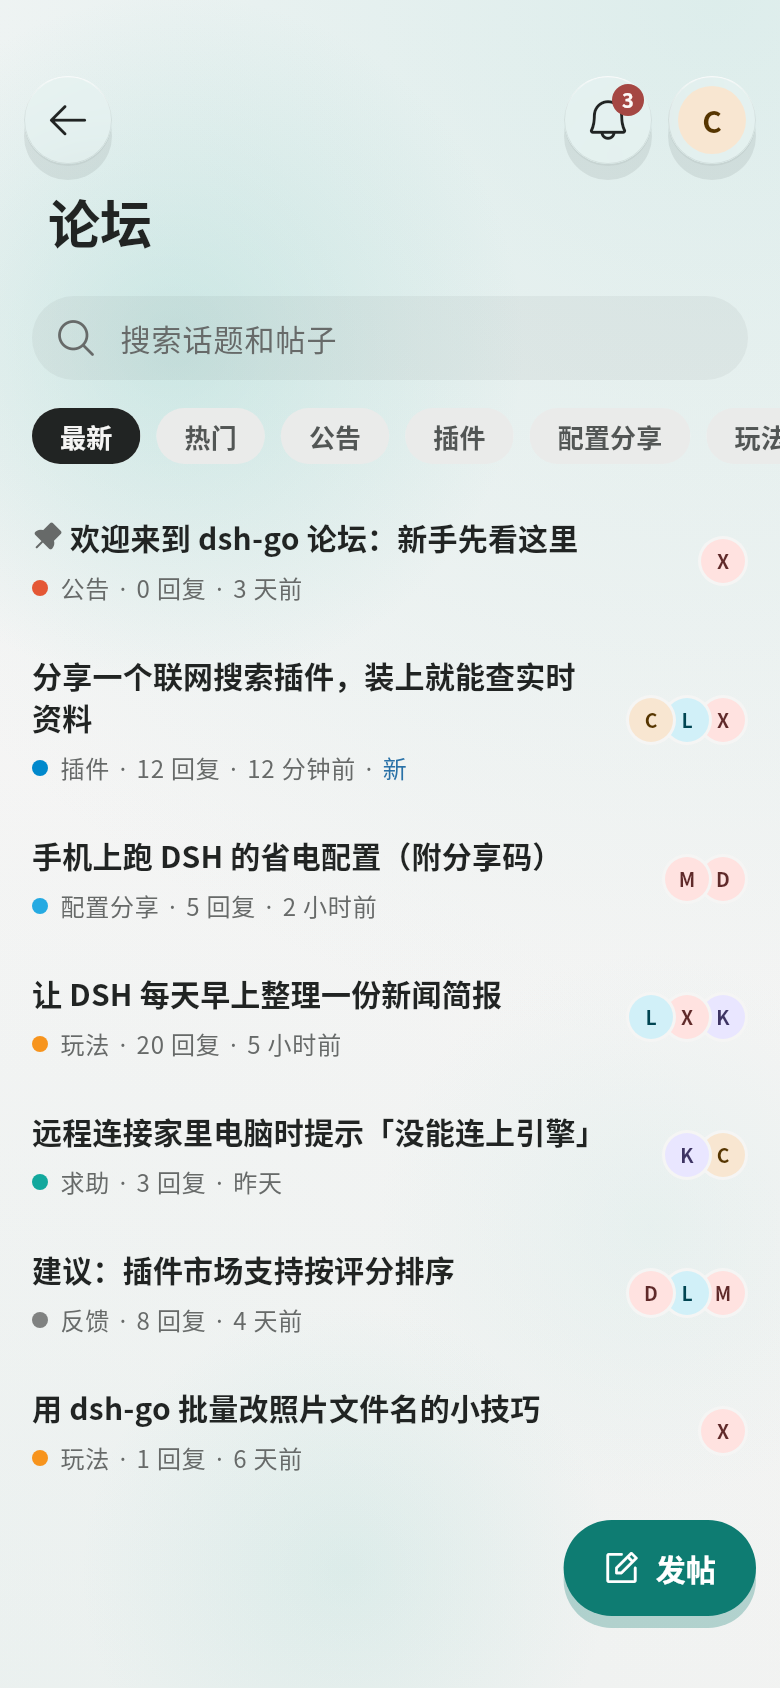 3
C
论坛
搜索话题和帖子
最新 热门 公告 插件 配置分享 玩法
欢迎来到 dsh-go 论坛：新手先看这里
X
公告 · 0 回复 · 3 天前
分享一个联网搜索插件，装上就能查实时
资料
C L X
插件 · 12 回复 · 12 分钟前 · 新
手机上跑 DSH 的省电配置（附分享码）
M D
配置分享 · 5 回复 · 2 小时前
让 DSH 每天早上整理一份新闻简报
L X K
玩法 · 20 回复 · 5 小时前
远程连接家里电脑时提示「没能连上引擎」
K C
求助 · 3 回复 · 昨天
建议：插件市场支持按评分排序
D L M
反馈 · 8 回复 · 4 天前
用 dsh-go 批量改照片文件名的小技巧
X
玩法 · 1 回复 · 6 天前
发帖